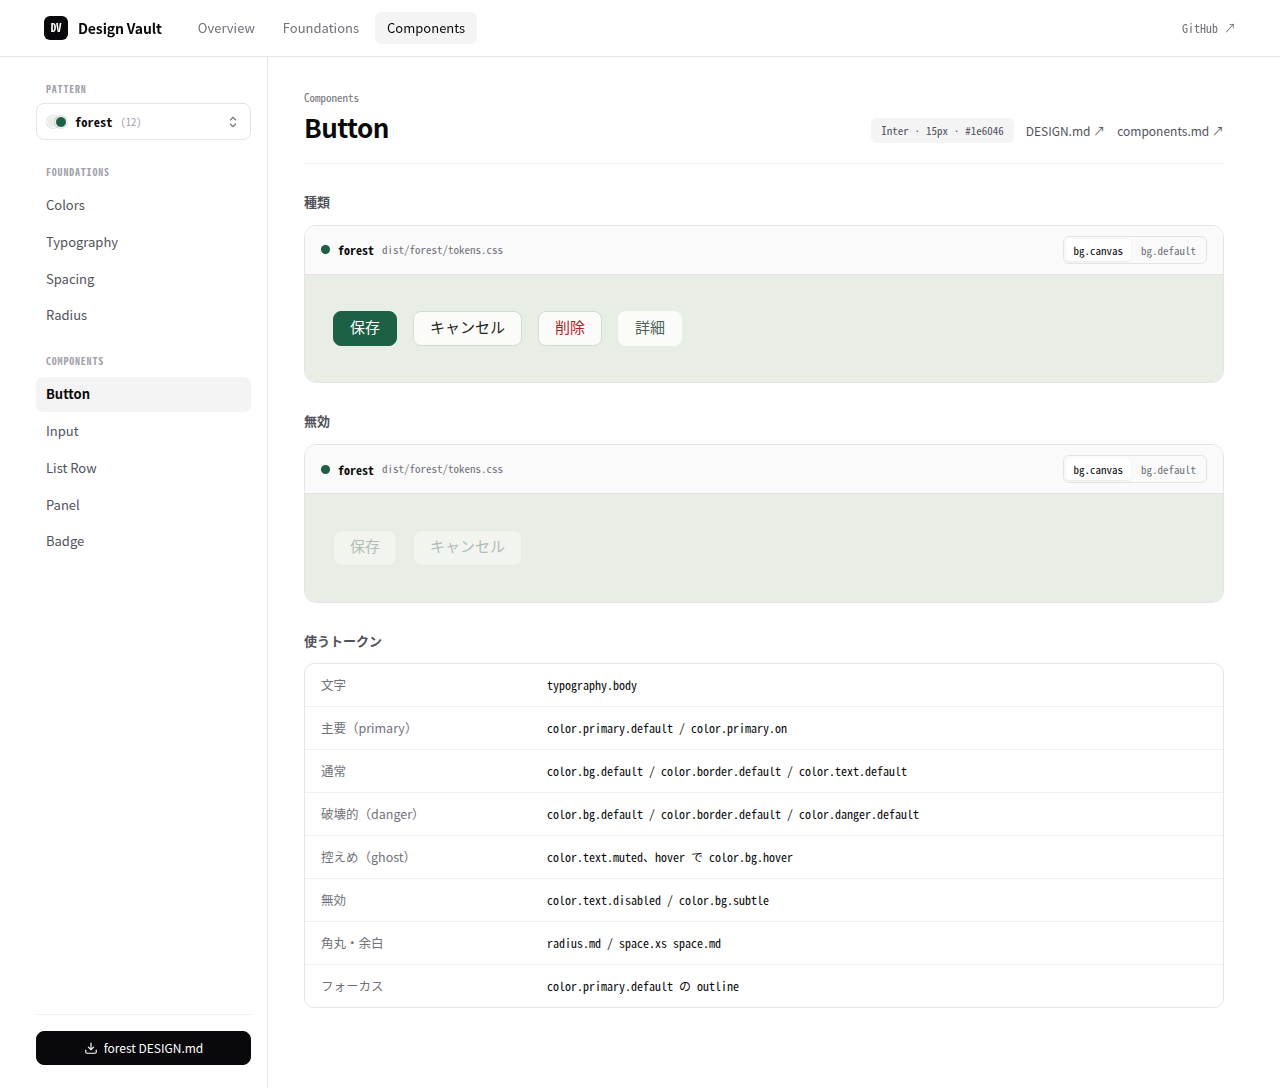 DV Design Vault Overview Foundations Components GitHub ↗
PATTERN
forest (12)
FOUNDATIONS
Colors
Typography
Spacing
Radius
COMPONENTS
Button
Input
List Row
Panel
Badge
forest DESIGN.md
Components
Button
Inter · 15px · #1e6046 DESIGN.md ↗ components.md ↗
種類
forest dist/forest/tokens.css bg.canvas bg.default
保存 キャンセル 削除 詳細
無効
forest dist/forest/tokens.css bg.canvas bg.default
保存 キャンセル
使うトークン
文字 typography.body
主要（primary） color.primary.default / color.primary.on
通常 color.bg.default / color.border.default / color.text.default
破壊的（danger） color.bg.default / color.border.default / color.danger.default
控えめ（ghost） color.text.muted、hover で color.bg.hover
無効 color.text.disabled / color.bg.subtle
角丸・余白 radius.md / space.xs space.md
フォーカス color.primary.default の outline